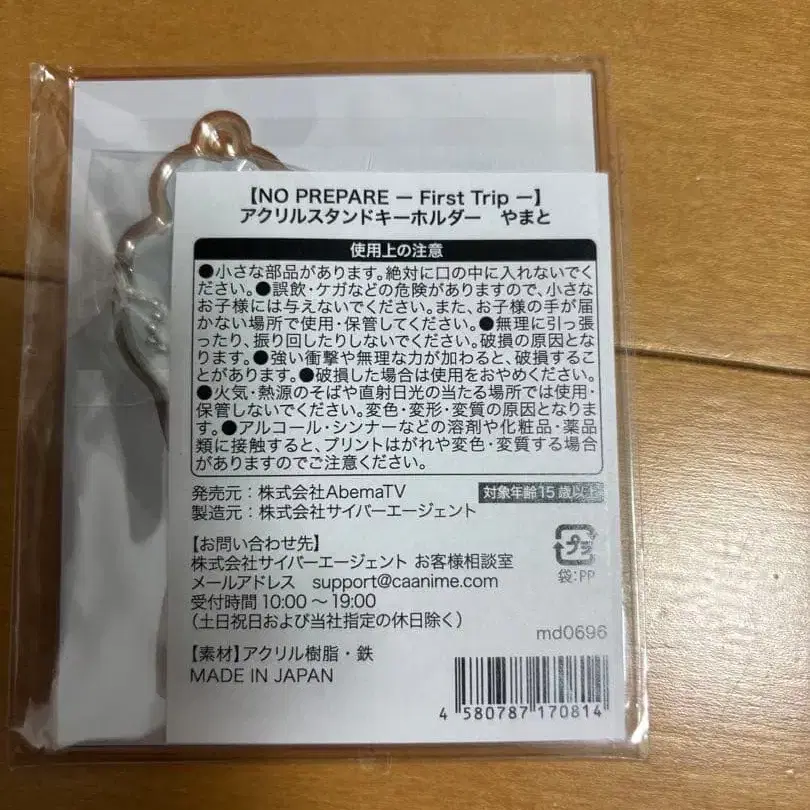 【NO PREPARE ー First Trip ー】
アクリルスタンドキーホルダー　やまと
使用上の注意
●小さな部品があります。絶対に口の中に入れないでく
ださい。●誤飲・ケガなどの危険がありますので、小さな
お子様には与えないでください。また、お子様の手が届
かない場所で使用・保管してください。●無理に引っ張
ったり、振り回したりしないでください。破損の原因とな
ります。●強い衝撃や無理な力が加わると、破損するこ
とがあります。●破損した場合は使用をおやめください。
●火気・熱源のそばや直射日光の当たる場所では使用・
保管しないでください。変色・変形・変質の原因となりま
す。●アルコール・シンナーなどの溶剤や化粧品・薬品
類に接触すると、プリントはがれや変色・変質する場合
がありますのでご注意ください。
発売元：株式会社AbemaTV
対象年齢15歳以上
製造元：株式会社サイバーエージェント
【お問い合わせ先】
株式会社サイバーエージェント お客様相談室
メールアドレス　support@caanime.com
受付時間 10:00 ～ 19:00
（土日祝日および当社指定の休日除く）
プラ
袋:PP
md0696
【素材】アクリル樹脂・鉄
MADE IN JAPAN
4 580787 170814